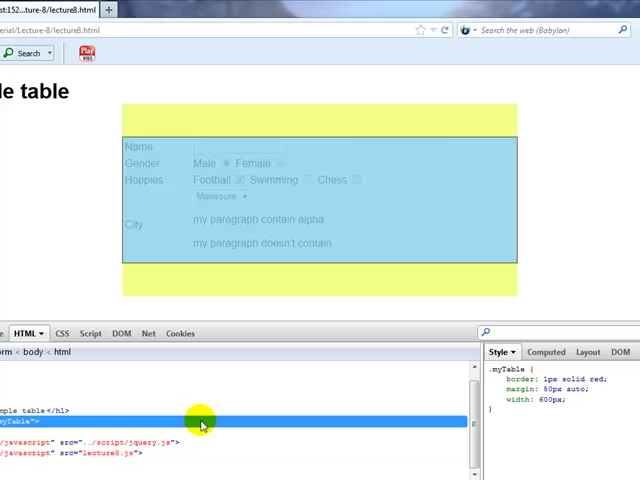 st:152...ture-8/lecture8.html
erial/Lecture-8/lecture8.html
Search the web (Babylon)
Search
Play
VIDS
le table
Name
Gender Male Female
Hoppies Football Swimming Chess
Mansoura
City
my paragraph contain alpha
my paragraph doesn't contain
e HTML CSS Script DOM Net Cookies
orm < body < html
Style Computed Layout DOM
.myTable {
border: 1px solid red;
margin: 50px auto;
width: 600px;
}
mple table</h1>
myTable">
/javascript" src="../script/jquery.js">
/javascript" src="lecture8.js">